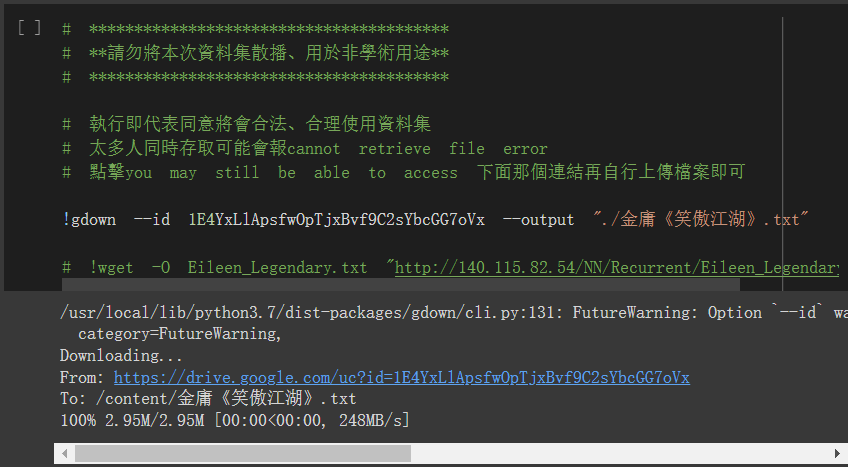 [ ] # ****************************************
# **請勿將本次資料集散播、用於非學術用途**
# ****************************************
# 執行即代表同意將會合法、合理使用資料集
# 太多人同時存取可能會報cannot retrieve file error
# 點擊you may still be able to access 下面那個連結再自行上傳檔案即可
!gdown --id 1E4YxLlApsfwOpTjxBvf9C2sYbcGG7oVx --output "./金庸《笑傲江湖》.txt"
# !wget -O Eileen_Legendary.txt "http://140.115.82.54/NN/Recurrent/Eileen_Legendary
/usr/local/lib/python3.7/dist-packages/gdown/cli.py:131: FutureWarning: Option `--id` wa
category=FutureWarning,
Downloading...
From: https://drive.google.com/uc?id=1E4YxLlApsfwOpTjxBvf9C2sYbcGG7oVx
To: /content/金庸《笑傲江湖》.txt
100% 2.95M/2.95M [00:00<00:00, 248MB/s]